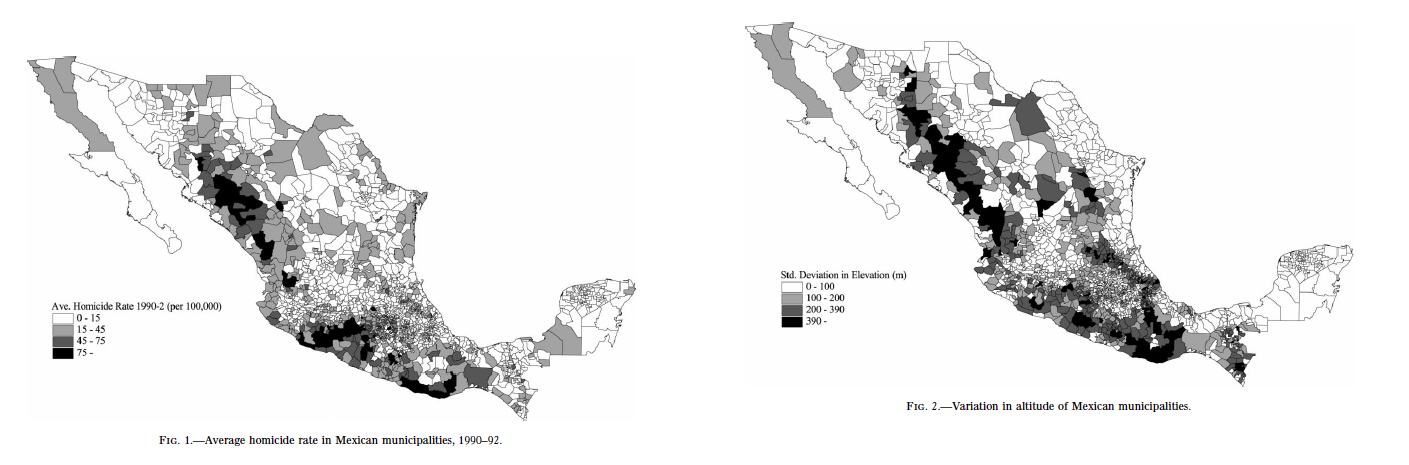 Ave. Homicide Rate 1990-2 (per 100,000)
0 - 15
15 - 45
45 - 75
75 -
FIG. 1.—Average homicide rate in Mexican municipalities, 1990–92.
Std. Deviation in Elevation (m)
0 - 100
100 - 200
200 - 390
390 -
FIG. 2.—Variation in altitude of Mexican municipalities.